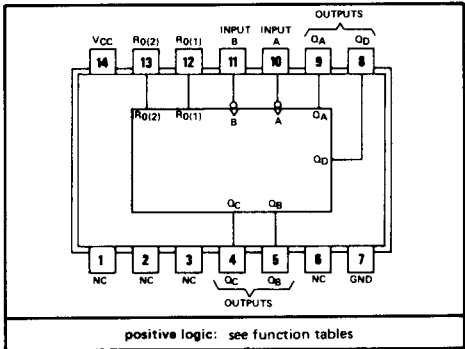 OUTPUTS
VCC R0(2) R0(1) INPUT B INPUT A QA QD
14 13 12 11 10 9 8
R0(2) R0(1) B A QA
QD
QC QB
1 2 3 4 5 6 7
NC NC NC QC QB NC GND
OUTPUTS
positive logic: see function tables